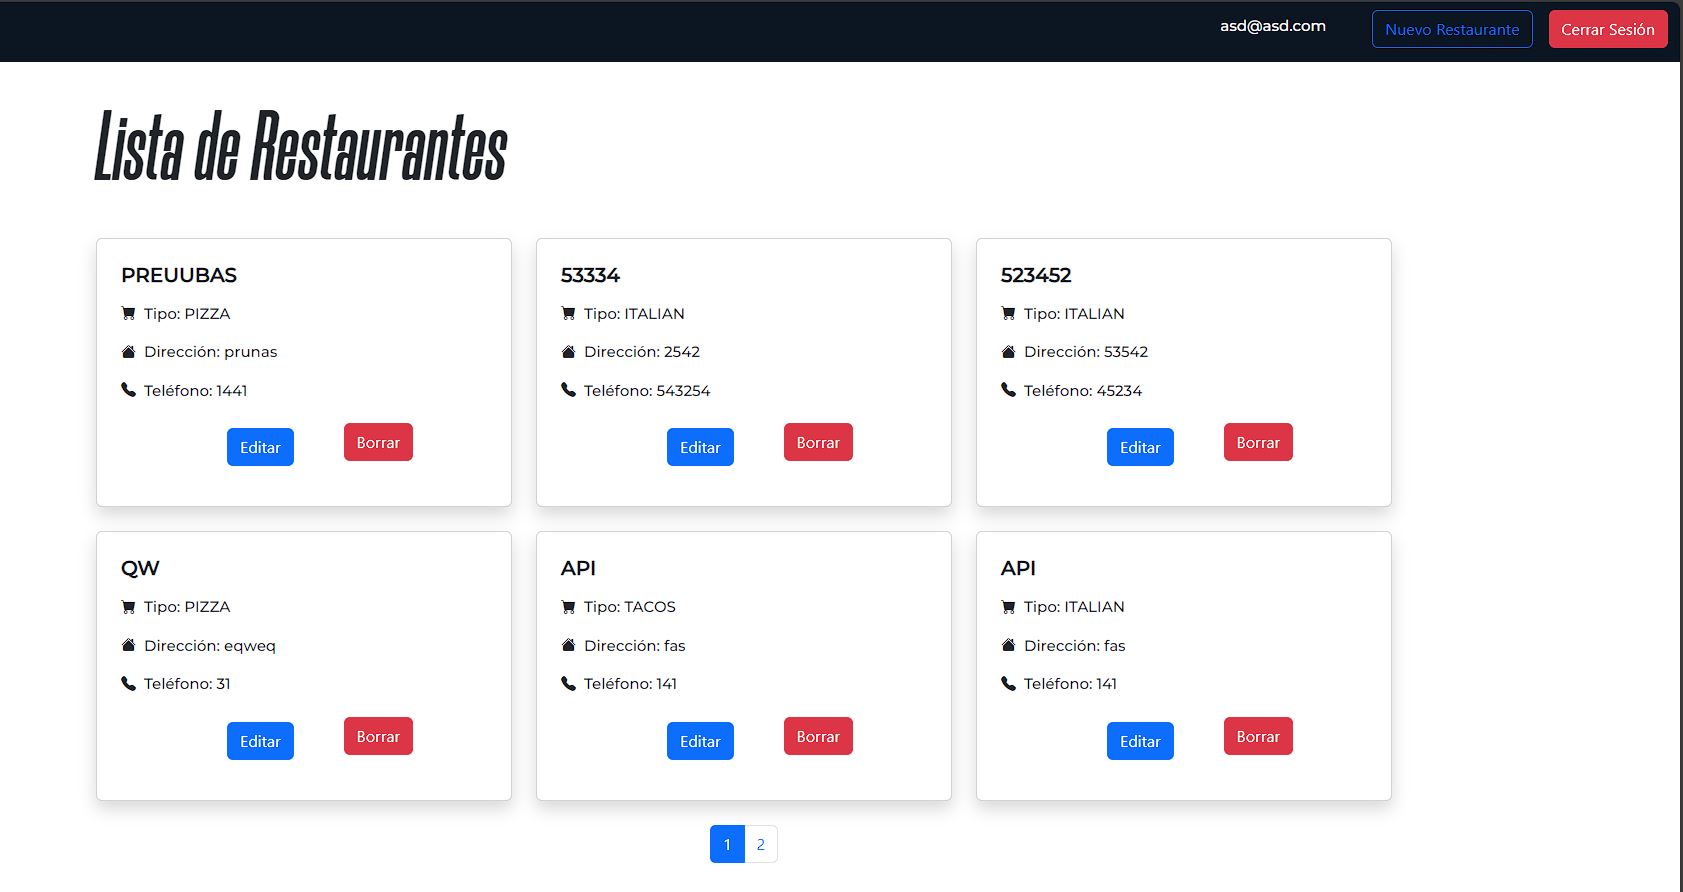 asd@asd.com Nuevo Restaurante Cerrar Sesión
Lista de Restaurantes
PREUUBAS
Tipo: PIZZA
Dirección: prunas
Teléfono: 1441
Editar Borrar
53334
Tipo: ITALIAN
Dirección: 2542
Teléfono: 543254
Editar Borrar
523452
Tipo: ITALIAN
Dirección: 53542
Teléfono: 45234
Editar Borrar
QW
Tipo: PIZZA
Dirección: eqweq
Teléfono: 31
Editar Borrar
API
Tipo: TACOS
Dirección: fas
Teléfono: 141
Editar Borrar
API
Tipo: ITALIAN
Dirección: fas
Teléfono: 141
Editar Borrar
1 2